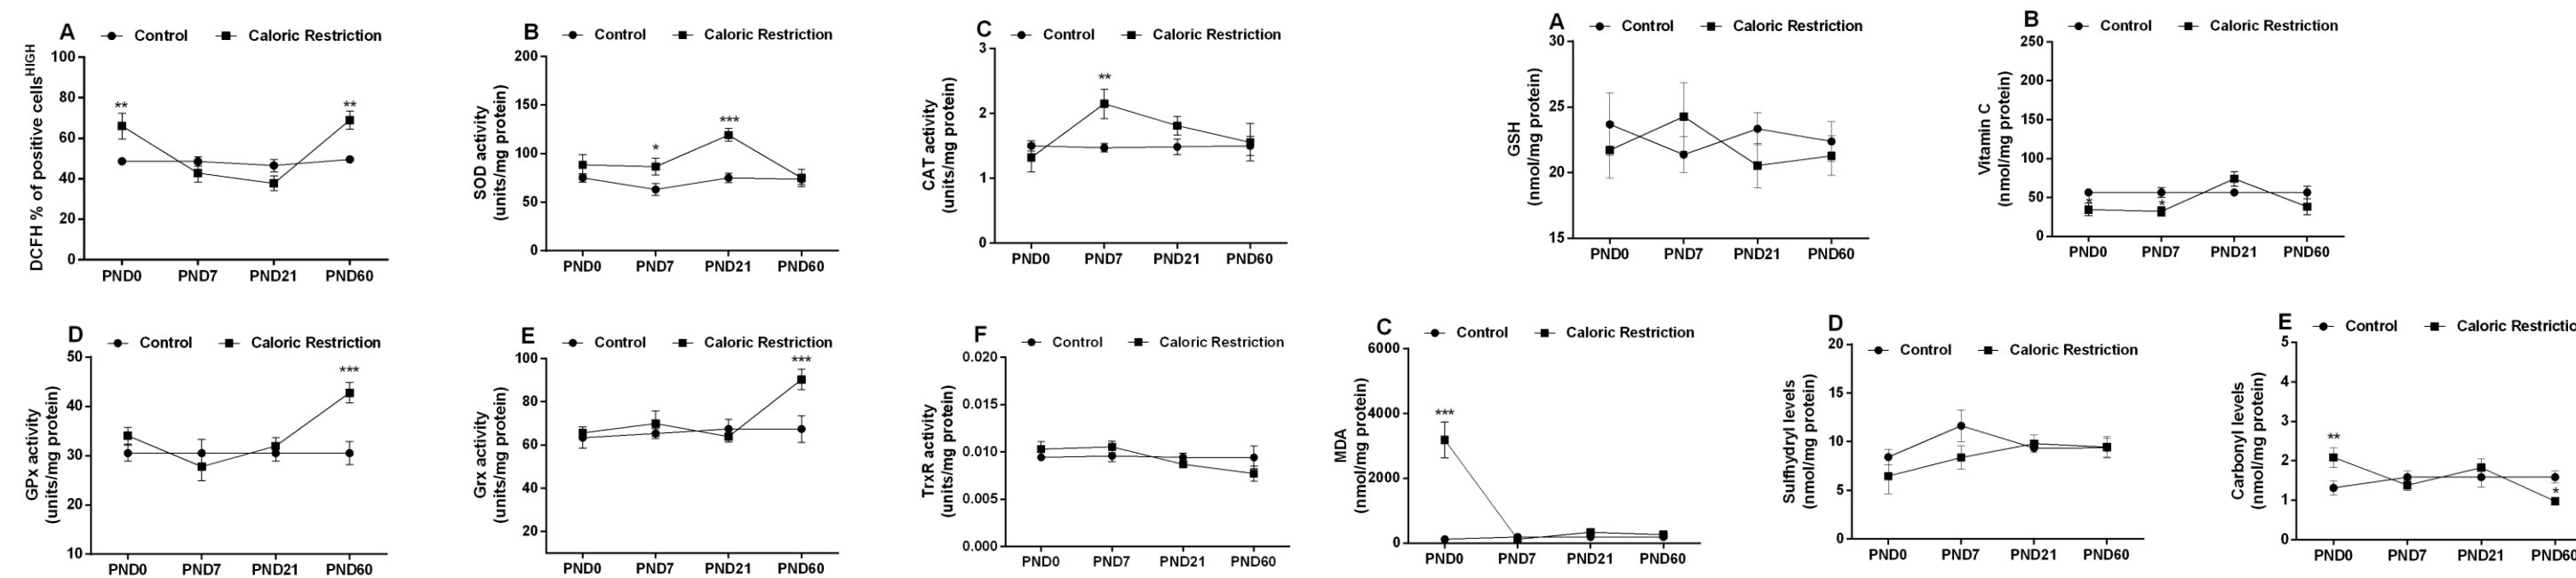 A
Control
Caloric Restriction
DCFH % of positive cellsHIGH
100
80
60
40
20
0
**
**
PND0 PND7 PND21 PND60
B
Control
Caloric Restriction
SOD activity
(units/mg protein)
200
150
100
50
0
*
***
PND0 PND7 PND21 PND60
C
Control
Caloric Restriction
CAT activity
(units/mg protein)
3
2
1
0
**
PND0 PND7 PND21 PND60
A
Control
Caloric Restriction
GSH
(nmol/mg protein)
30
25
20
15
PND0 PND7 PND21 PND60
B
Control
Caloric Restriction
Vitamin C
(nmol/mg protein)
250
200
150
100
50
0
*
*
PND0 PND7 PND21 PND60
D
Control
Caloric Restriction
GPx activity
(units/mg protein)
50
40
30
20
10
***
PND0 PND7 PND21 PND60
E
Control
Caloric Restriction
Grx activity
(units/mg protein)
100
80
60
40
20
***
PND0 PND7 PND21 PND60
F
Control
Caloric Restriction
TrxR activity
(units/mg protein)
0.020
0.015
0.010
0.005
0.000
PND0 PND7 PND21 PND60
C
Control
Caloric Restriction
MDA
(nmol/mg protein)
6000
4000
2000
0
***
PND0 PND7 PND21 PND60
D
Control
Caloric Restriction
Sulfhydryl levels
(nmol/mg protein)
20
15
10
5
0
PND0 PND7 PND21 PND60
E
Control
Caloric Restrictio
Carbonyl levels
(nmol/mg protein)
5
4
3
2
1
0
**
*
PND0 PND7 PND21 PND60